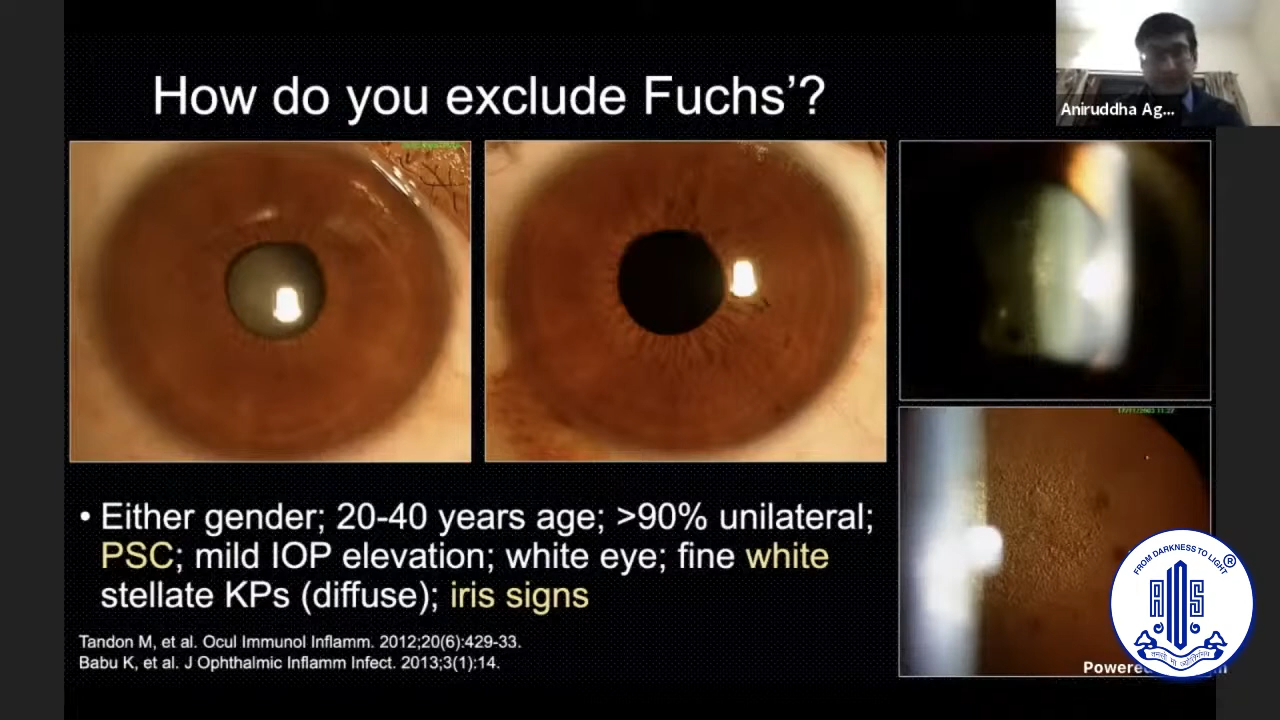 How do you exclude Fuchs'?
Aniruddha Ag...
• Either gender; 20-40 years age; >90% unilateral;
PSC; mild IOP elevation; white eye; fine white
stellate KPs (diffuse); iris signs
Tandon M, et al. Ocul Immunol Inflamm. 2012;20(6):429-33.
Babu K, et al. J Ophthalmic Inflamm Infect. 2013;3(1):14.
FROM DARKNESS TO LIGHT
®
AIOS